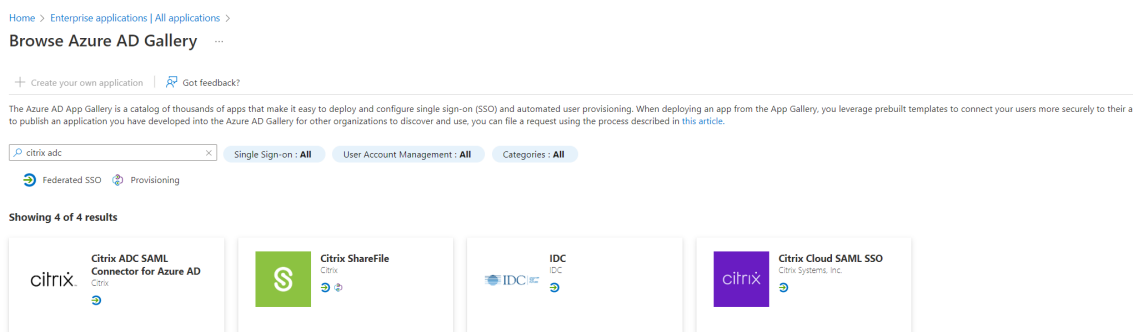 Home > Enterprise applications | All applications >
Browse Azure AD Gallery ...
+ Create your own application | Got feedback?
The Azure AD App Gallery is a catalog of thousands of apps that make it easy to deploy and configure single sign-on (SSO) and automated user provisioning. When deploying an app from the App Gallery, you leverage prebuilt templates to connect your users more securely to their a
to publish an application you have developed into the Azure AD Gallery for other organizations to discover and use, you can file a request using the process described in this article.
citrix adc × Single Sign-on : All User Account Management : All Categories : All
Federated SSO Provisioning
Showing 4 of 4 results
citrix
Citrix ADC SAML
Connector for Azure AD
Citrix
S
Citrix ShareFile
Citrix
IDC
IDC
IDC
citrix
Citrix Cloud SAML SSO
Citrix Systems, Inc.